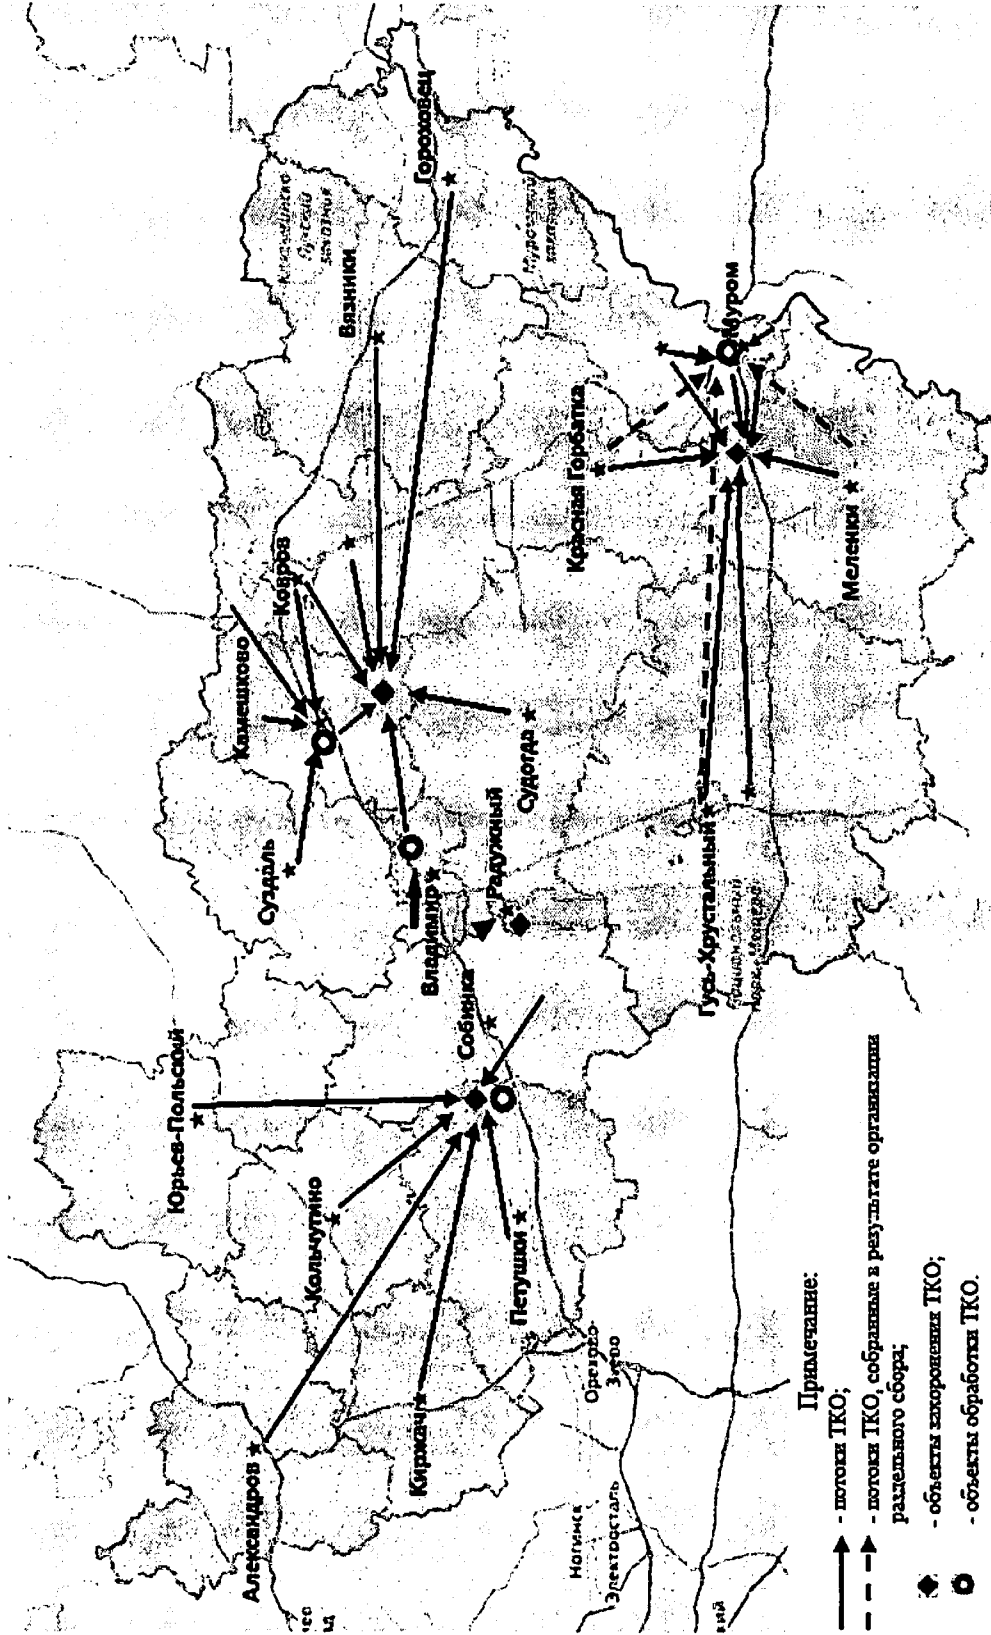 Александров
Кольчугино
Юрьев-Польский
Киржач
Петушки
Собинка
Орехово-
Зуево
Ногинск
Электросталь
Суздаль
Камешково
Ковров
Владимир
Радужный
Судогда
Вязники
Гороховец
Красная Горбатка
Муром
Меленки
Гусь-Хрустальный
Примечание:
- потоки ТКО;
- потоки ТКО, собранные в результате организации
раздельного сбора;
- объекты захоронения ТКО;
- объекты обработки ТКО.